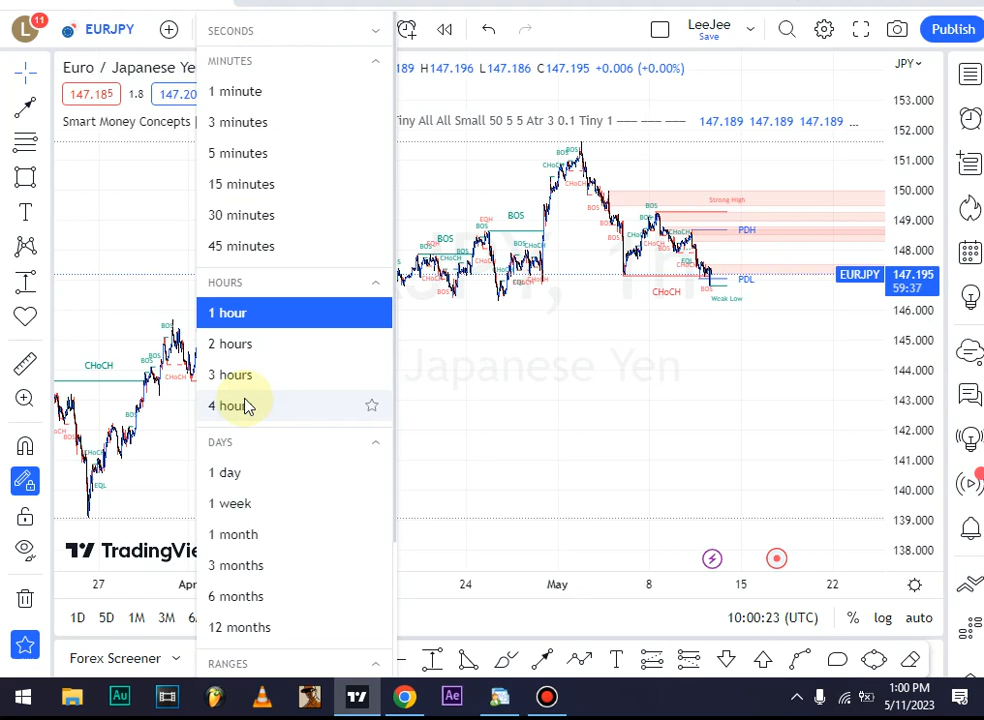 L
11
EURJPY
SECONDS
LeeJee
Save
Publish
Euro / Japanese Ye
MINUTES
189 H147.196 L147.186 C147.195 +0.006 (+0.00%)
JPY
147.185
1.8
147.20
1 minute
153.000
Smart Money Concepts
3 minutes
Tiny All All Small 50 5 5 Atr 3 0.1 Tiny 1
147.189 147.189 147.189 ...
152.000
5 minutes
151.000
15 minutes
150.000
Strong High
30 minutes
BOS
149.000
PDH
45 minutes
148.000
HOURS
PDL
EURJPY
147.195
59:37
CHoCH
Weak Low
1 hour
146.000
2 hours
145.000
Japanese Yen
CHoCH
3 hours
144.000
4 hour
143.000
142.000
DAYS
141.000
1 day
EQL
140.000
1 week
139.000
1 month
TradingVie
138.000
3 months
27
Apr
24
May
8
15
22
6 months
1D 5D 1M 3M 6
10:00:23 (UTC)
%
log
auto
12 months
Forex Screener
RANGES
Au
Ae
1:00 PM
5/11/2023